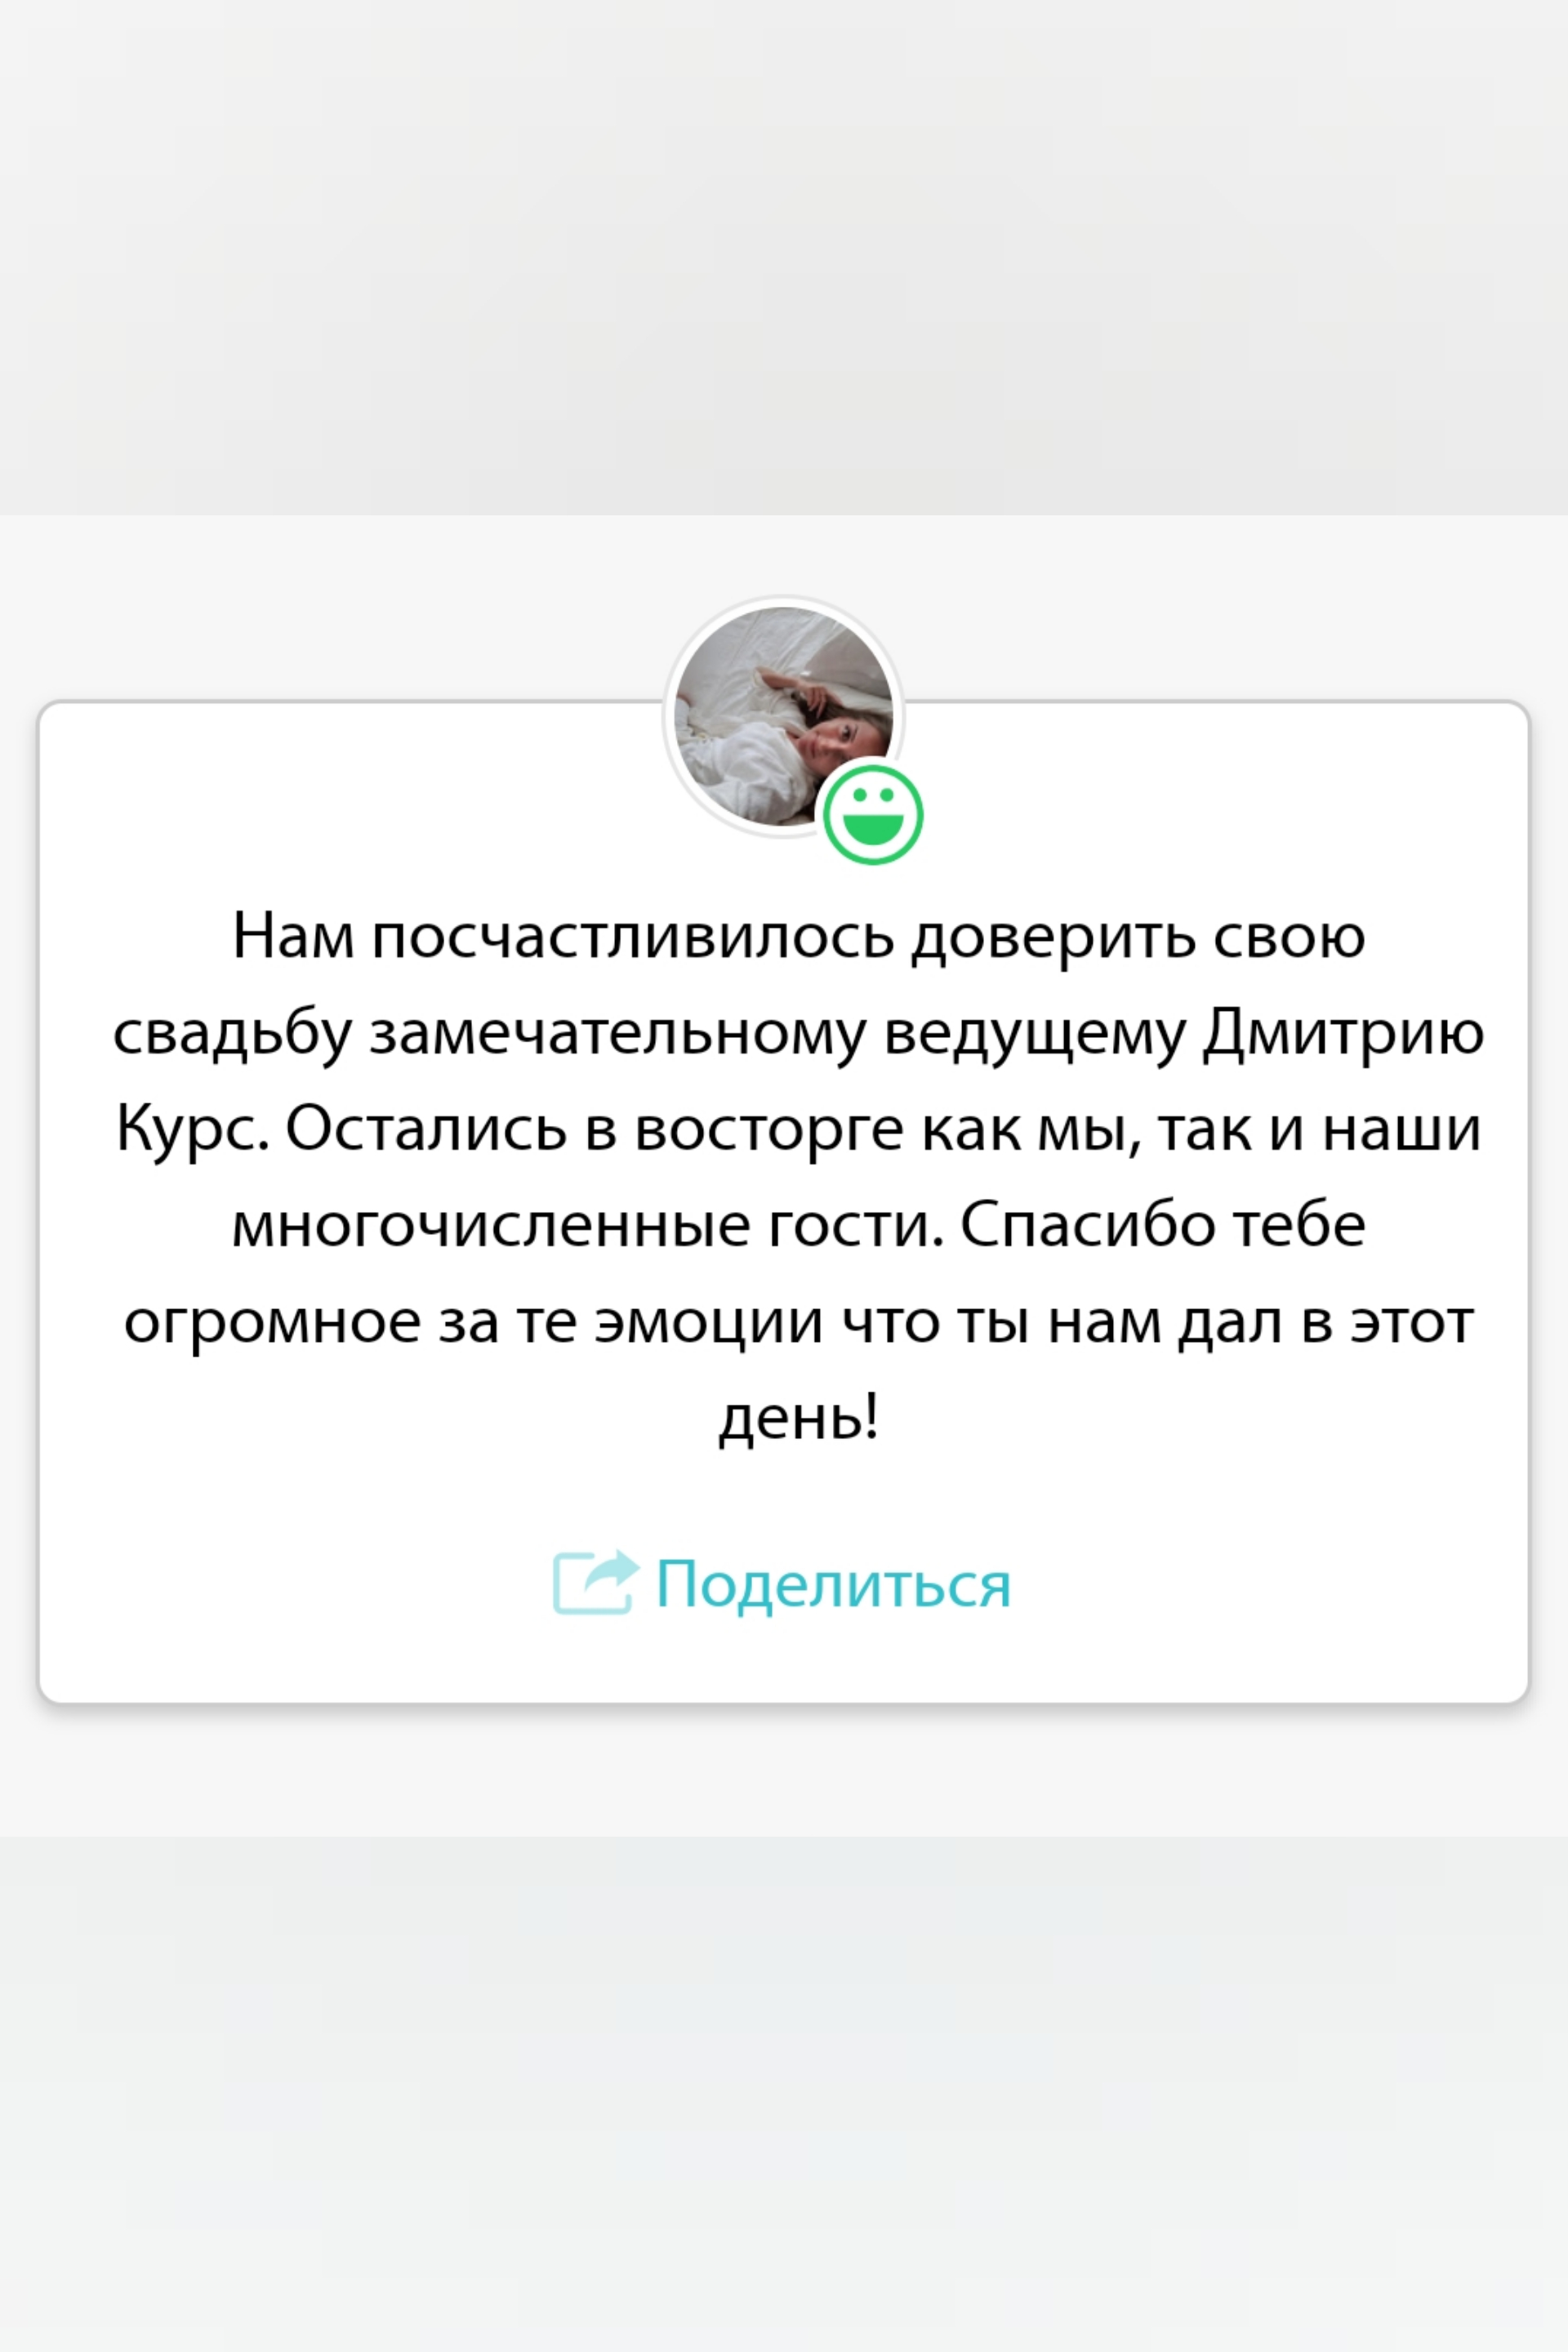 Нам посчастливилось доверить свою
свадьбу замечательному ведущему Дмитрию
Курс. Остались в восторге как мы, так и наши
многочисленные гости. Спасибо тебе
огромное за те эмоции что ты нам дал в этот
день!
Поделиться